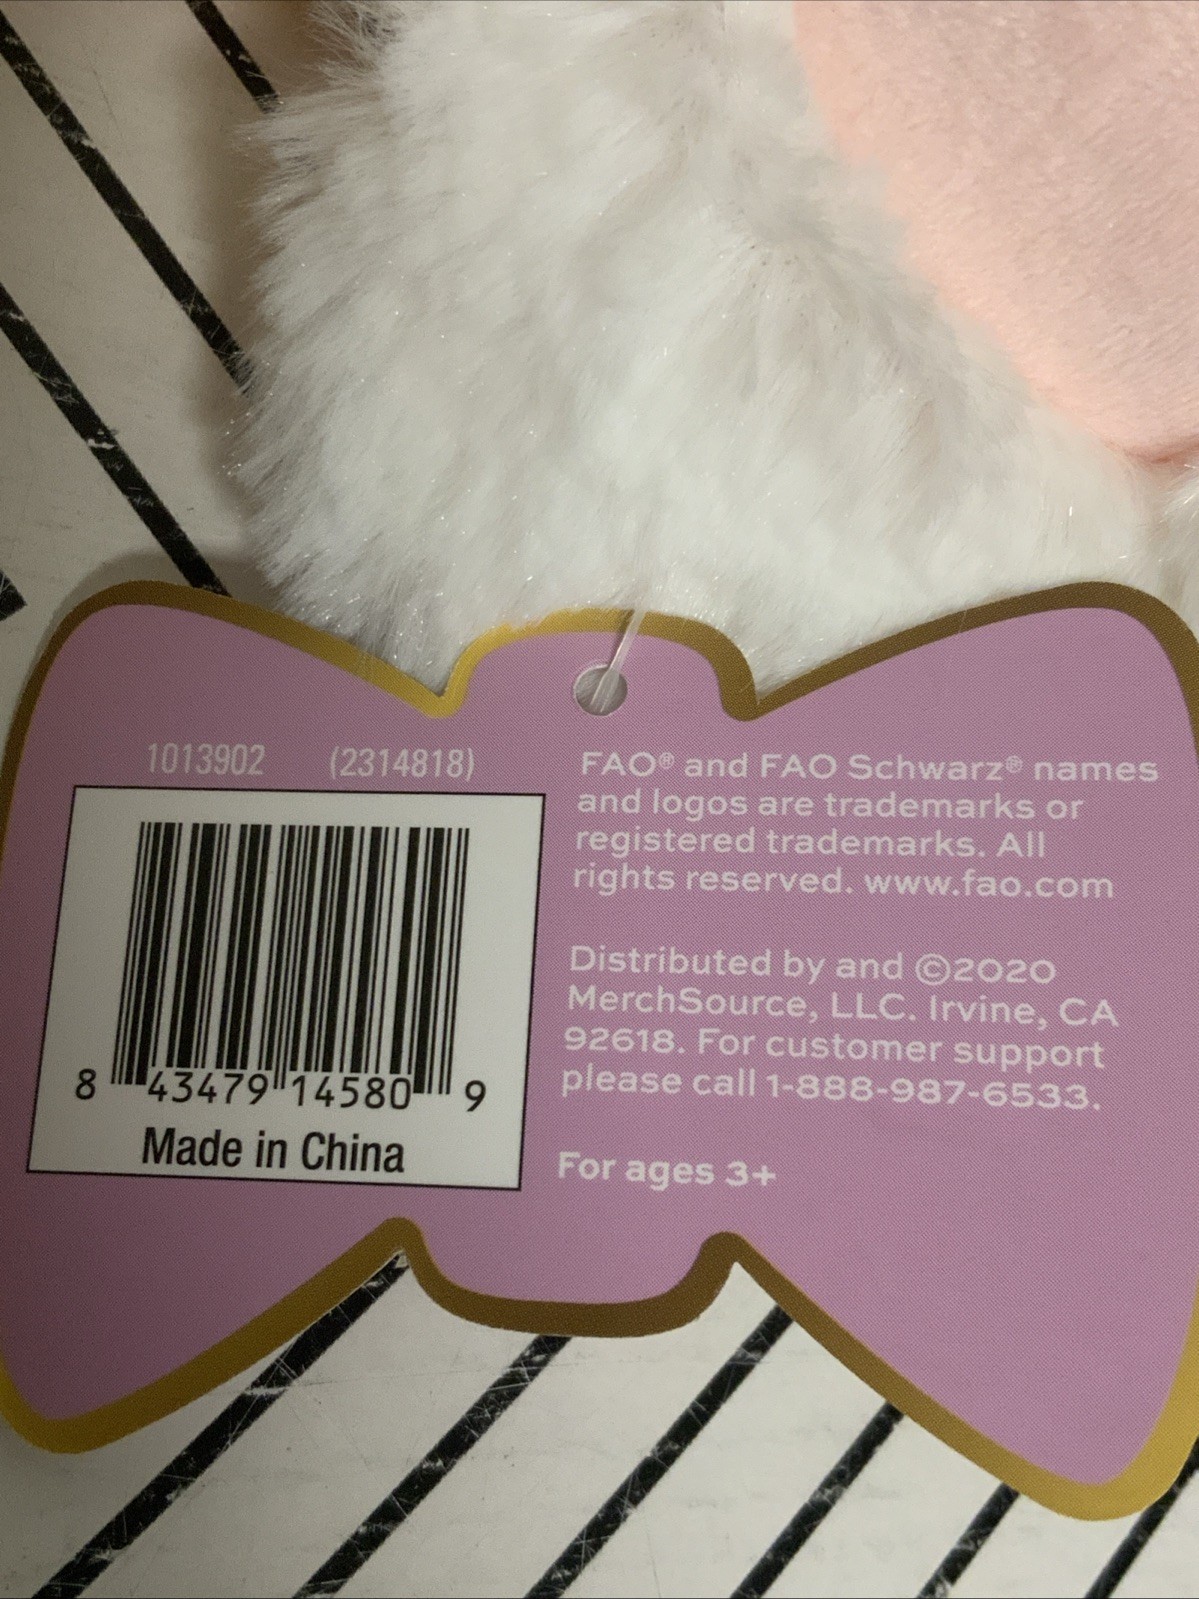 1013902 (2314818)
8 43479 14580 9
Made in China
FAO® and FAO Schwarz® names
and logos are trademarks or
registered trademarks. All
rights reserved. www.fao.com
Distributed by and ©2020
MerchSource, LLC. Irvine, CA
92618. For customer support
please call 1-888-987-6533.
For ages 3+